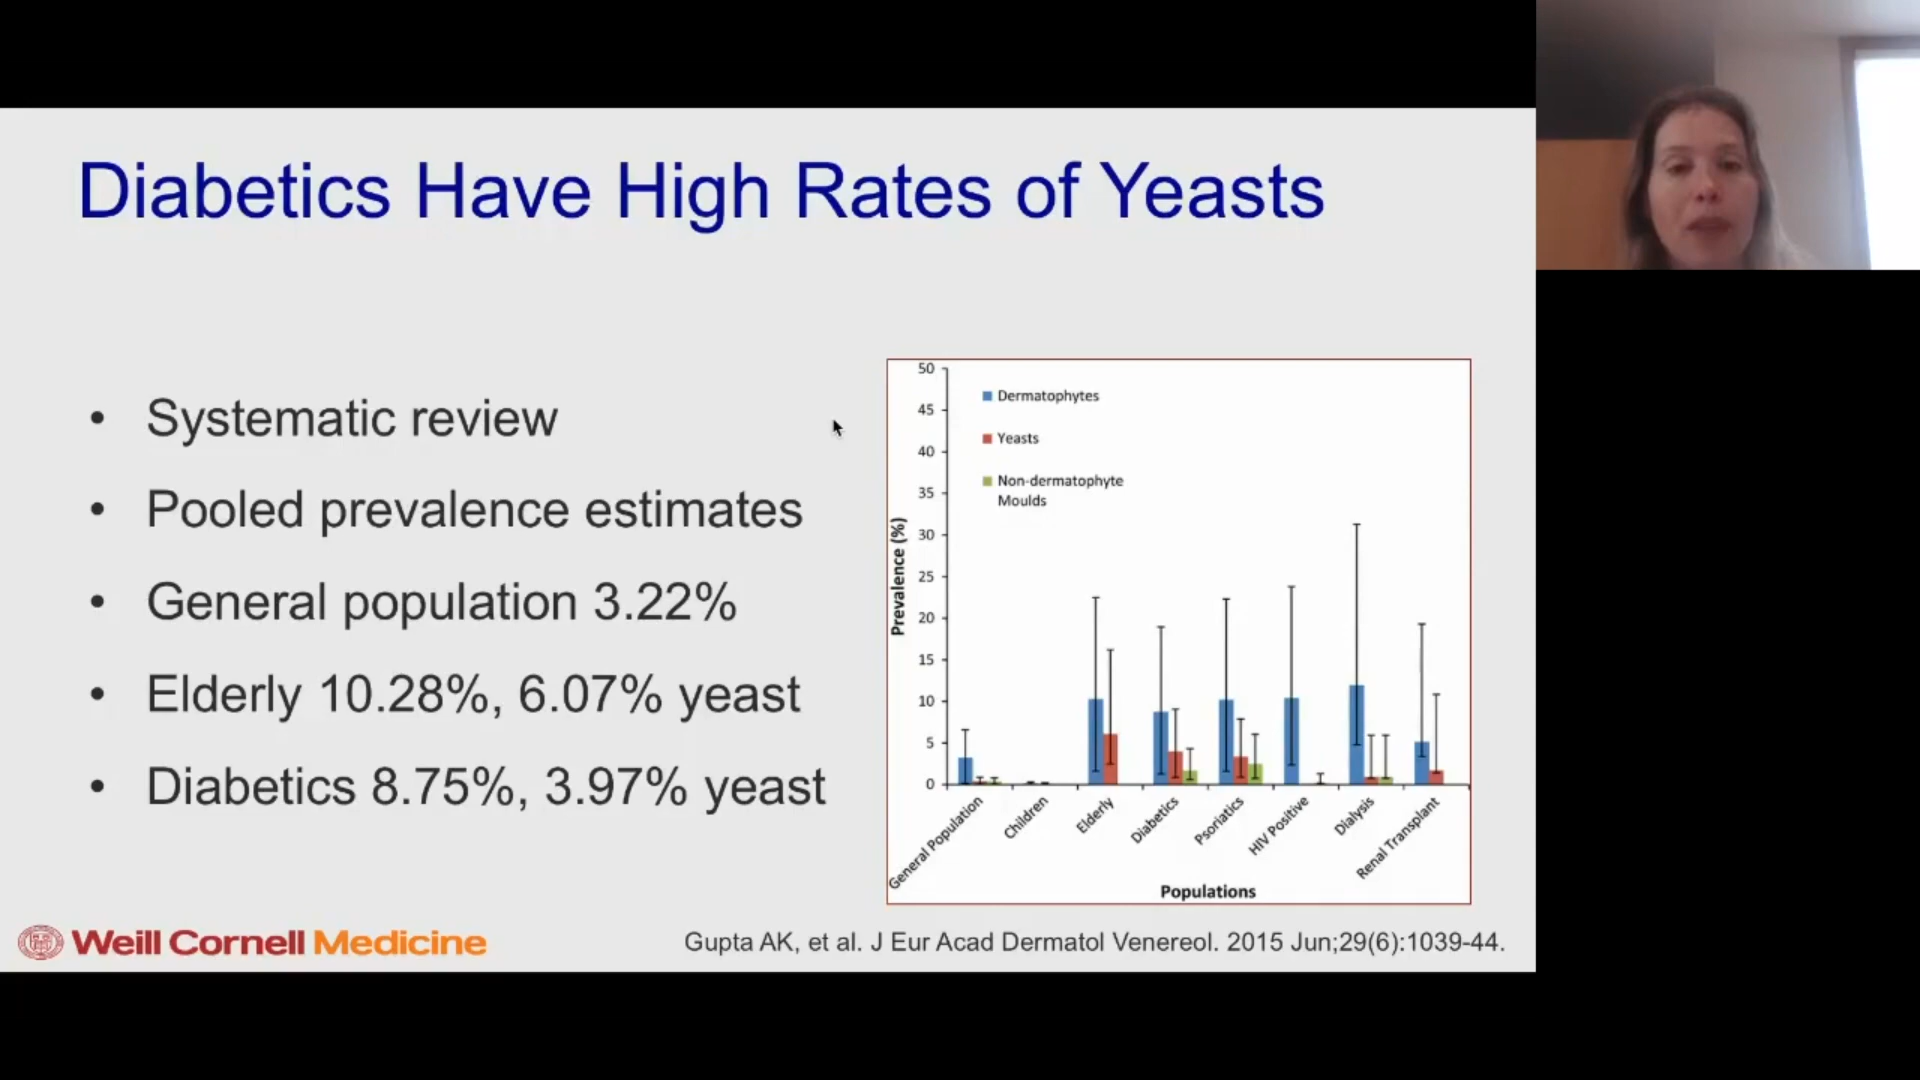 Diabetics Have High Rates of Yeasts
• Systematic review
• Pooled prevalence estimates
• General population 3.22%
• Elderly 10.28%, 6.07% yeast
• Diabetics 8.75%, 3.97% yeast
50
45
40
35
30
25
20
15
10
5
0
Prevalence (%)
Dermatophytes
Yeasts
Non-dermatophyte
Moulds
General Population
Children
Elderly
Diabetics
Psoriatics
HIV Positive
Dialysis
Renal Transplant
Populations
Weill Cornell Medicine
Gupta AK, et al. J Eur Acad Dermatol Venereol. 2015 Jun;29(6):1039-44.